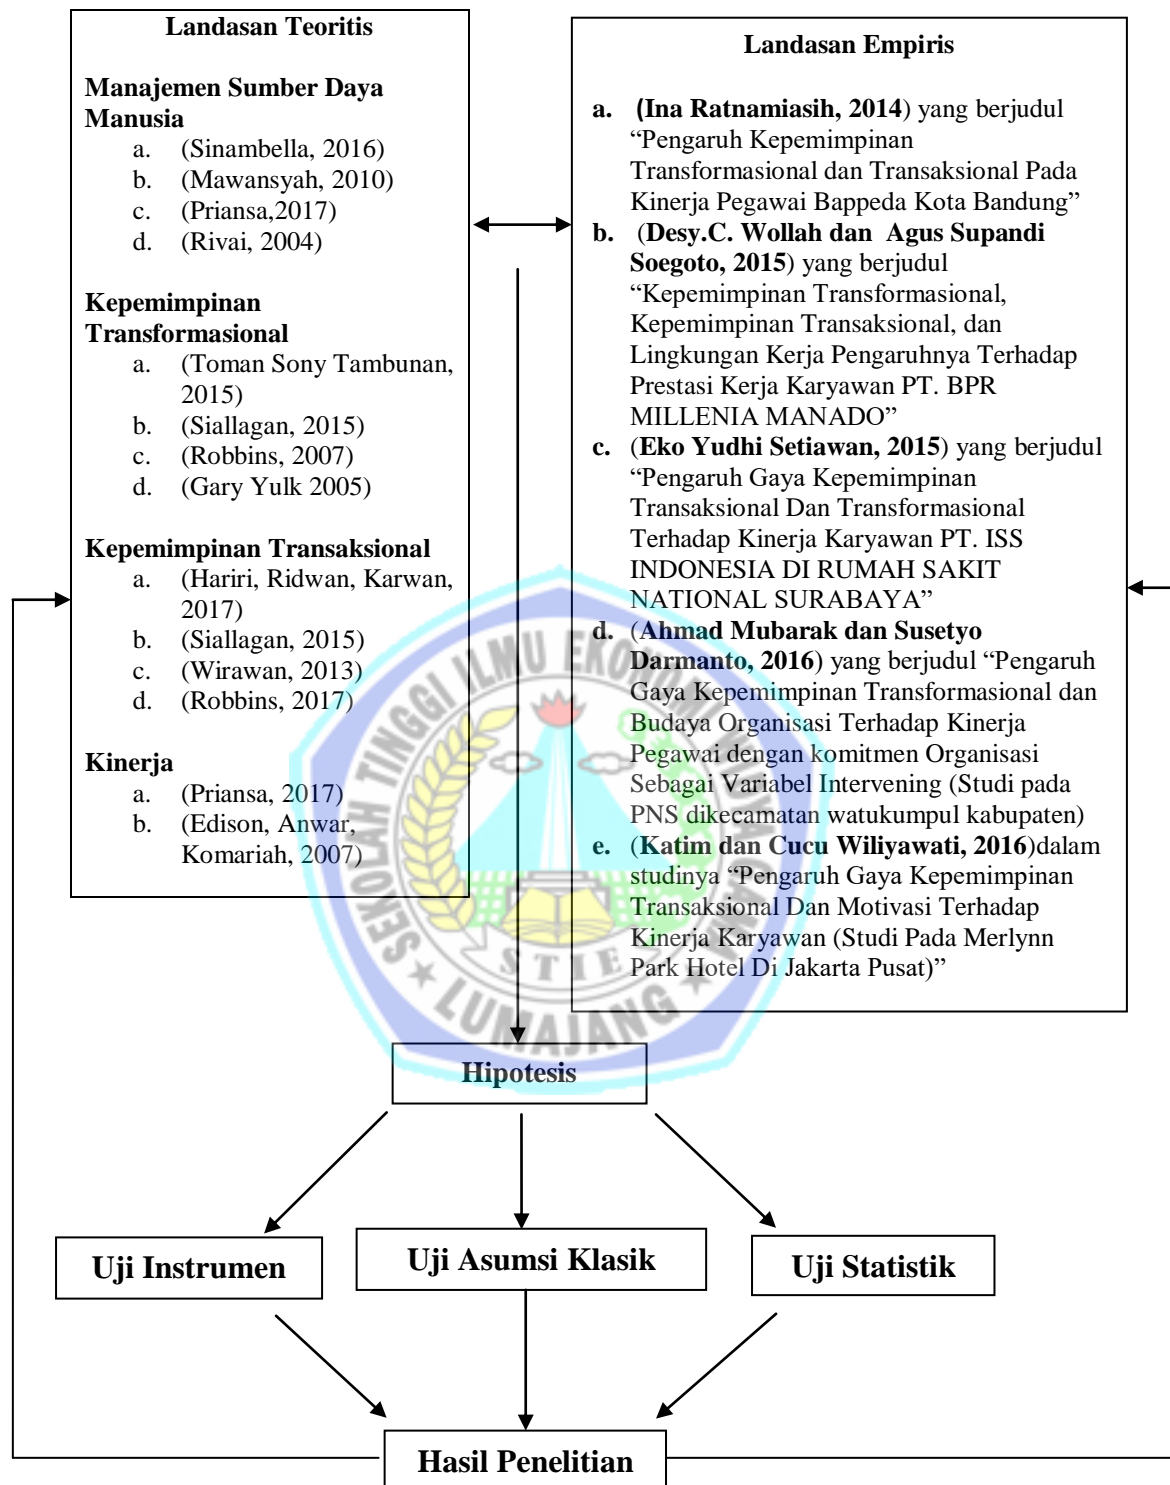 Landasan Teoritis
Manajemen Sumber Daya
Manusia
a. (Sinambella, 2016)
b. (Mawansyah, 2010)
c. (Priansa,2017)
d. (Rivai, 2004)
Kepemimpinan
Transformasional
a. (Toman Sony Tambunan,
2015)
b. (Siallagan, 2015)
c. (Robbins, 2007)
d. (Gary Yulk 2005)
Kepemimpinan Transaksional
a. (Hariri, Ridwan, Karwan,
2017)
b. (Siallagan, 2015)
c. (Wirawan, 2013)
d. (Robbins, 2017)
Kinerja
a. (Priansa, 2017)
b. (Edison, Anwar,
Komariah, 2007)
Landasan Empiris
a. (Ina Ratnamiasih, 2014) yang berjudul
“Pengaruh Kepemimpinan
Transformasional dan Transaksional Pada
Kinerja Pegawai Bappeda Kota Bandung”
b. (Desy.C. Wollah dan Agus Supandi
Soegoto, 2015) yang berjudul
“Kepemimpinan Transformasional,
Kepemimpinan Transaksional, dan
Lingkungan Kerja Pengaruhnya Terhadap
Prestasi Kerja Karyawan PT. BPR
MILLENIA MANADO”
c. (Eko Yudhi Setiawan, 2015) yang berjudul
“Pengaruh Gaya Kepemimpinan
Transaksional Dan Transformasional
Terhadap Kinerja Karyawan PT. ISS
INDONESIA DI RUMAH SAKIT
NATIONAL SURABAYA”
d. (Ahmad Mubarak dan Susetyo
Darmanto, 2016) yang berjudul “Pengaruh
Gaya Kepemimpinan Transformasional dan
Budaya Organisasi Terhadap Kinerja
Pegawai dengan komitmen Organisasi
Sebagai Variabel Intervening (Studi pada
PNS dikecamatan watukumpul kabupaten)
e. (Katim dan Cucu Wiliyawati, 2016)dalam
studinya “Pengaruh Gaya Kepemimpinan
Transaksional Dan Motivasi Terhadap
Kinerja Karyawan (Studi Pada Merlynn
Park Hotel Di Jakarta Pusat)”
SEKOLAH TINGGI ILMU EKONOMI WIDYA GAMA
STIE
LUMAJANG
Hipotesis
Uji Instrumen
Uji Asumsi Klasik
Uji Statistik
Hasil Penelitian